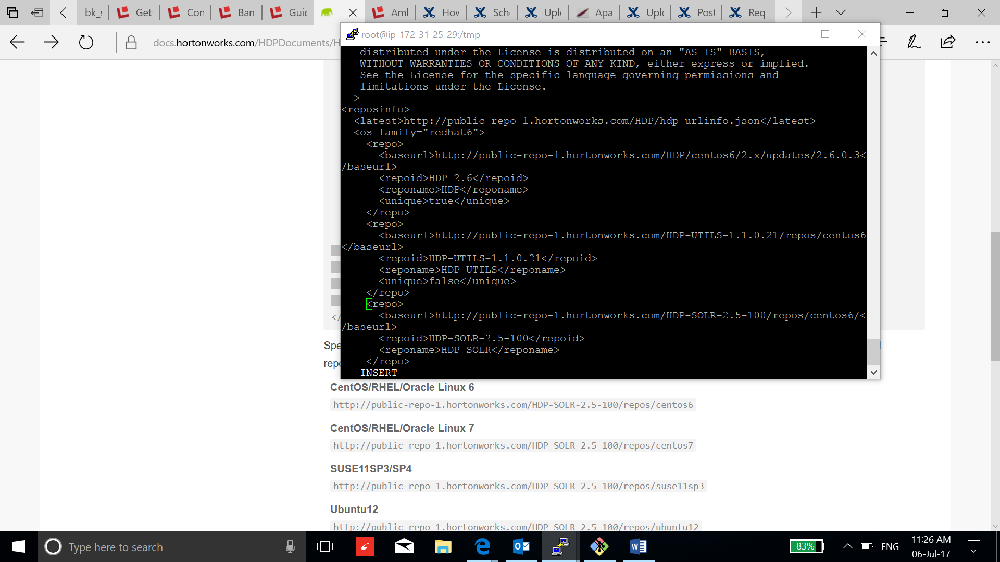 bk_s
Gett
Con
Ban
Guic
Aml
Hov
Sch
Uplo
Apa
Uplo
Post
Req
docs.hortonworks.com/HDPDocuments/H
root@ip-172-31-25-29:/tmp
distributed under the License is distributed on an "AS IS" BASIS,
WITHOUT WARRANTIES OR CONDITIONS OF ANY KIND, either express or implied.
See the License for the specific language governing permissions and
limitations under the License.
-->
<reposinfo>
<latest>http://public-repo-1.hortonworks.com/HDP/hdp_urlinfo.json</latest>
<os family="redhat6">
<repo>
<baseurl>http://public-repo-1.hortonworks.com/HDP/centos6/2.x/updates/2.6.0.3<
/baseurl>
<repoid>HDP-2.6</repoid>
<reponame>HDP</reponame>
<unique>true</unique>
</repo>
<repo>
<baseurl>http://public-repo-1.hortonworks.com/HDP-UTILS-1.1.0.21/repos/centos6
</baseurl>
<repoid>HDP-UTILS-1.1.0.21</repoid>
<reponame>HDP-UTILS</reponame>
<unique>false</unique>
</repo>
<repo>
<baseurl>http://public-repo-1.hortonworks.com/HDP-SOLR-2.5-100/repos/centos6/<
/baseurl>
<repoid>HDP-SOLR-2.5-100</repoid>
<reponame>HDP-SOLR</reponame>
</repo>
-- INSERT --
</
Spe
repo
CentOS/RHEL/Oracle Linux 6
http://public-repo-1.hortonworks.com/HDP-SOLR-2.5-100/repos/centos6
CentOS/RHEL/Oracle Linux 7
http://public-repo-1.hortonworks.com/HDP-SOLR-2.5-100/repos/centos7
SUSE11SP3/SP4
http://public-repo-1.hortonworks.com/HDP-SOLR-2.5-100/repos/suse11sp3
Ubuntu12
http://public-repo-1.hortonworks.com/HDP-SOLR-2.5-100/repos/ubuntu12
Type here to search
83%
ENG
11:26 AM
06-Jul-17